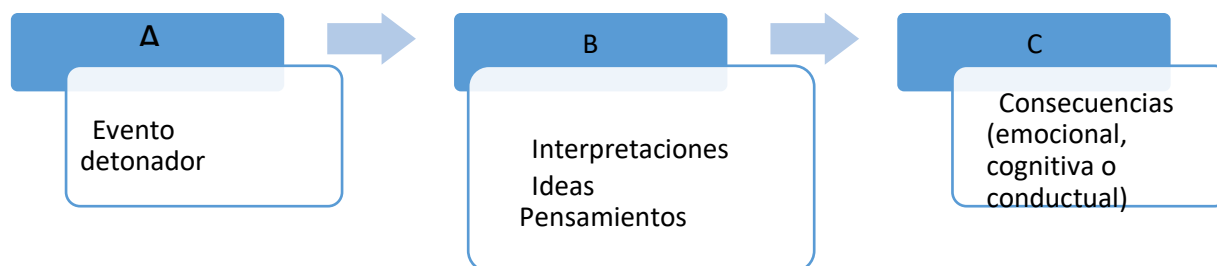 A
Evento
detonador
B
Interpretaciones
Ideas
Pensamientos
C
Consecuencias
(emocional,
cognitiva o
conductual)